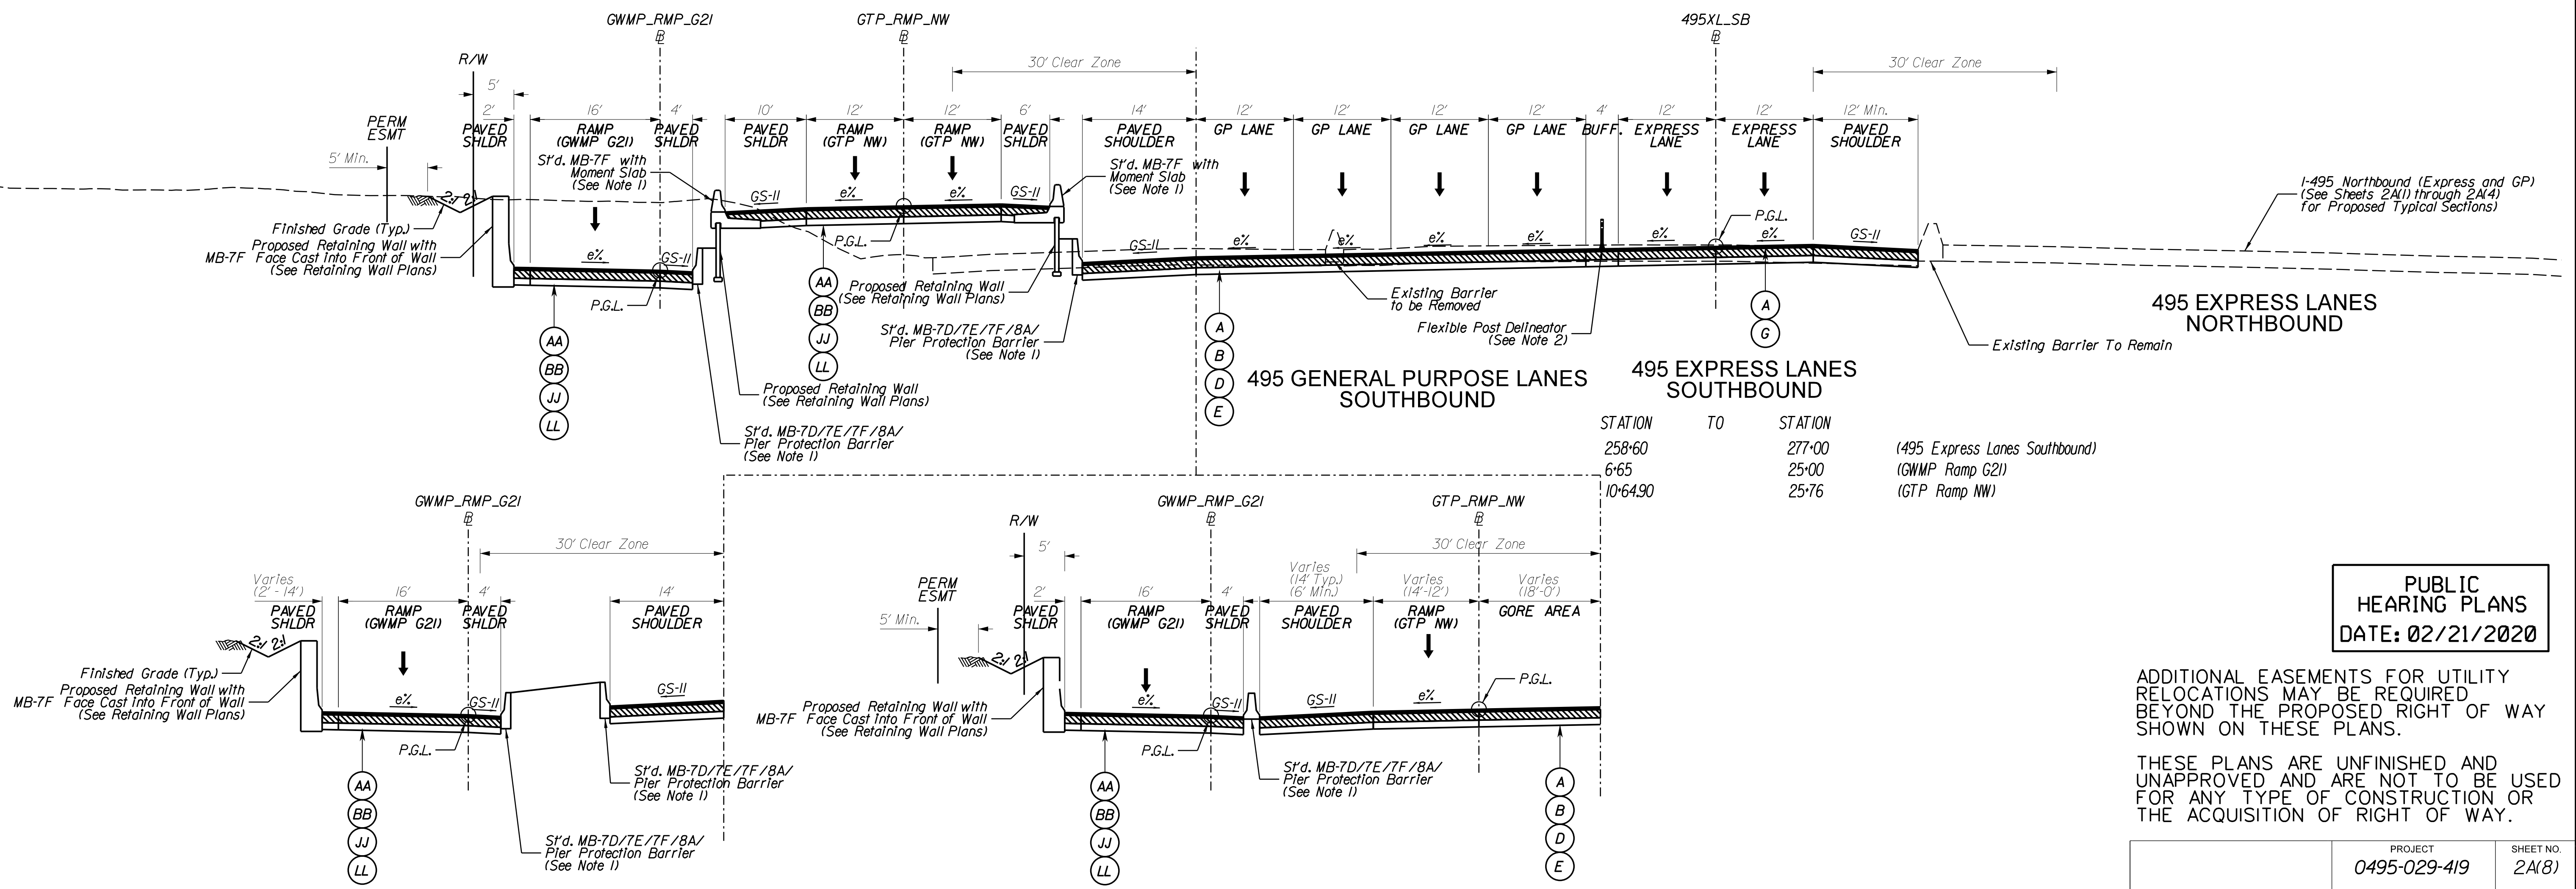 GWMP_RMP_G21
GTP_RMP_NW
495XL_SB
R/W
30' Clear Zone
30' Clear Zone
5'
2'
16'
4'
10'
12'
12'
6'
14'
12'
12'
12'
12'
4'
12'
12'
12' Min.
PERM
ESMT
PAVED
SHLDR
RAMP
(GWMP G21)
PAVED
SHLDR
PAVED
SHLDR
RAMP
(GTP NW)
RAMP
(GTP NW)
PAVED
SHLDR
PAVED
SHOULDER
GP LANE
GP LANE
GP LANE
GP LANE
BUFF.
EXPRESS
LANE
EXPRESS
LANE
PAVED
SHOULDER
5' Min.
St'd. MB-7F with
Moment Slab
(See Note 1)
St'd. MB-7F with
Moment Slab
(See Note 1)
I-495 Northbound (Express and GP)
(See Sheets 2A(1) through 2A(4)
for Proposed Typical Sections)
2:1 2:1
GS-11
e%
e%
GS-11
P.G.L.
Finished Grade (Typ.)
Proposed Retaining Wall with
MB-7F Face Cast into Front of Wall
(See Retaining Wall Plans)
e%
GS-11
P.G.L.
P.G.L.
GS-11
e%
e%
e%
e%
e%
e%
GS-11
AA
BB
JJ
LL
AA
BB
JJ
LL
Proposed Retaining Wall
(See Retaining Wall Plans)
St'd. MB-7D/7E/7F/8A/
Pier Protection Barrier
(See Note 1)
Proposed Retaining Wall
(See Retaining Wall Plans)
St'd. MB-7D/7E/7F/8A/
Pier Protection Barrier
(See Note 1)
A
B
D
E
Existing Barrier
to be Removed
Flexible Post Delineator
(See Note 2)
A
G
Existing Barrier To Remain
495 EXPRESS LANES
NORTHBOUND
495 GENERAL PURPOSE LANES
SOUTHBOUND
495 EXPRESS LANES
SOUTHBOUND
STATION TO STATION
258+60 277+00 (495 Express Lanes Southbound)
6+65 25+00 (GWMP Ramp G21)
10+64.90 25+76 (GTP Ramp NW)
GWMP_RMP_G21
30' Clear Zone
Varies
(2' - 14')
16'
4'
14'
PAVED
SHLDR
RAMP
(GWMP G21)
PAVED
SHLDR
PAVED
SHOULDER
2:1 2:1
Finished Grade (Typ.)
Proposed Retaining Wall with
MB-7F Face Cast into Front of Wall
(See Retaining Wall Plans)
e%
GS-11
GS-11
P.G.L.
AA
BB
JJ
LL
St'd. MB-7D/7E/7F/8A/
Pier Protection Barrier
(See Note 1)
St'd. MB-7D/7E/7F/8A/
Pier Protection Barrier
(See Note 1)
GWMP_RMP_G21
GTP_RMP_NW
R/W
5'
30' Clear Zone
PERM
ESMT
5' Min.
2'
16'
4'
Varies
(14' Typ.)
(6' Min.)
Varies
(14'-12')
Varies
(18'-0')
PAVED
SHLDR
RAMP
(GWMP G21)
PAVED
SHLDR
PAVED
SHOULDER
RAMP
(GTP NW)
GORE AREA
2:1 2:1
Proposed Retaining Wall with
MB-7F Face Cast into Front of Wall
(See Retaining Wall Plans)
e%
GS-11
GS-11
e%
P.G.L.
P.G.L.
AA
BB
JJ
LL
St'd. MB-7D/7E/7F/8A/
Pier Protection Barrier
(See Note 1)
A
B
D
E
PUBLIC
HEARING PLANS
DATE: 02/21/2020
ADDITIONAL EASEMENTS FOR UTILITY
RELOCATIONS MAY BE REQUIRED
BEYOND THE PROPOSED RIGHT OF WAY
SHOWN ON THESE PLANS.
THESE PLANS ARE UNFINISHED AND
UNAPPROVED AND ARE NOT TO BE USED
FOR ANY TYPE OF CONSTRUCTION OR
THE ACQUISITION OF RIGHT OF WAY.
PROJECT
0495-029-419
SHEET NO.
2A(8)